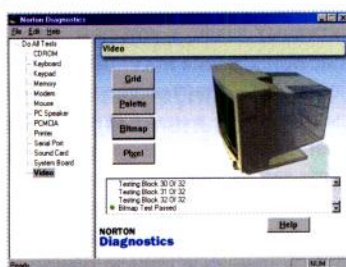 Norton Diagnostics
File Edit Help
Do All Tests
CDROM
Keyboard
Keypad
Memory
Modem
Mouse
PC Speaker
PCMCIA
Printer
Serial Port
Sound Card
System Board
Video
Video
Grid
Palette
Bitmap
Pixel
Testing Block 30 Of 32
Testing Block 31 Of 32
Testing Block 32 Of 32
Bitmap Test Passed
Help
NORTON
Diagnostics
Ready
NUM